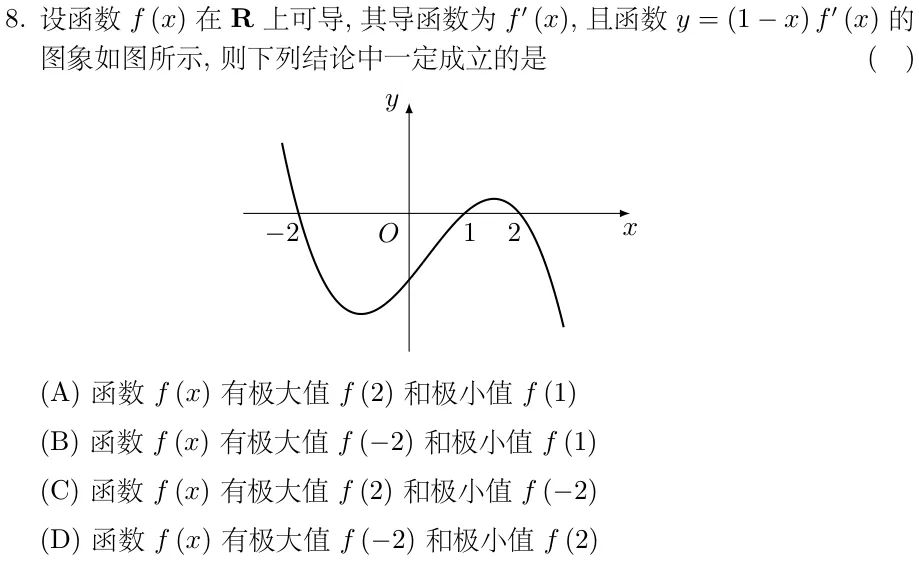 8. 设函数 f (x) 在 R 上可导, 其导函数为 f′ (x), 且函数 y = (1 − x) f′ (x) 的
图象如图所示, 则下列结论中一定成立的是 ( )
y
−2 O 1 2 x
(A) 函数 f (x) 有极大值 f (2) 和极小值 f (1)
(B) 函数 f (x) 有极大值 f (−2) 和极小值 f (1)
(C) 函数 f (x) 有极大值 f (2) 和极小值 f (−2)
(D) 函数 f (x) 有极大值 f (−2) 和极小值 f (2)